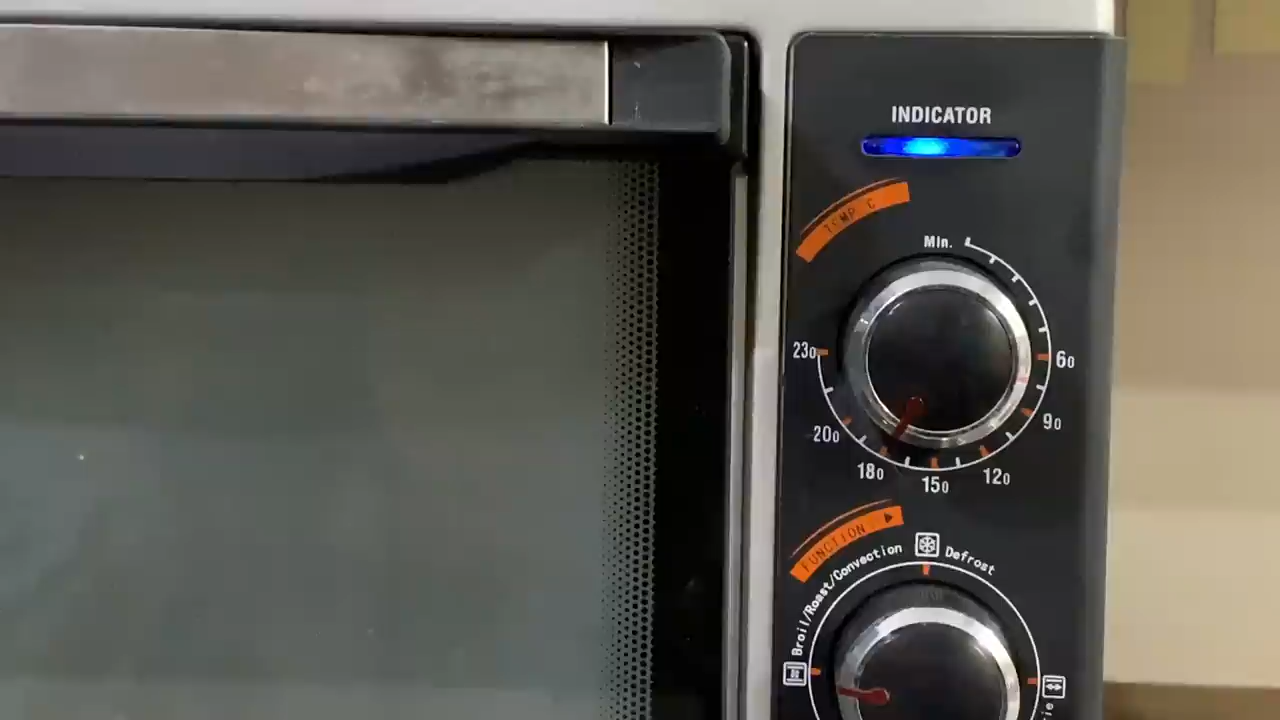 INDICATOR
TEMP C
Min.
230
60
90
200
180
150
120
FUNCTION
Broil/Roast/Convection
Defrost